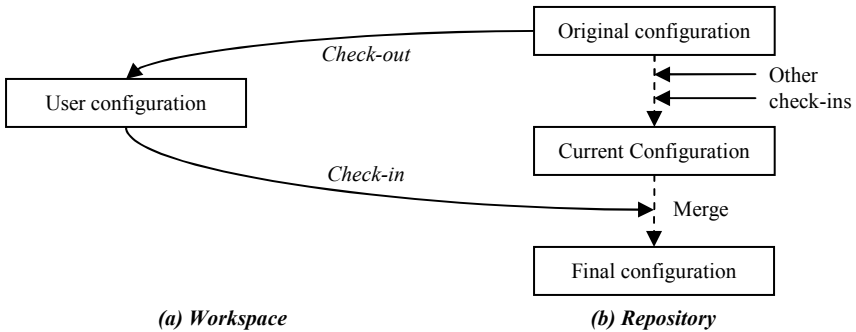 Original configuration
Check-out
Other
User configuration
check-ins
Current Configuration
Check-in
Merge
Final configuration
(a) Workspace
(b) Repository